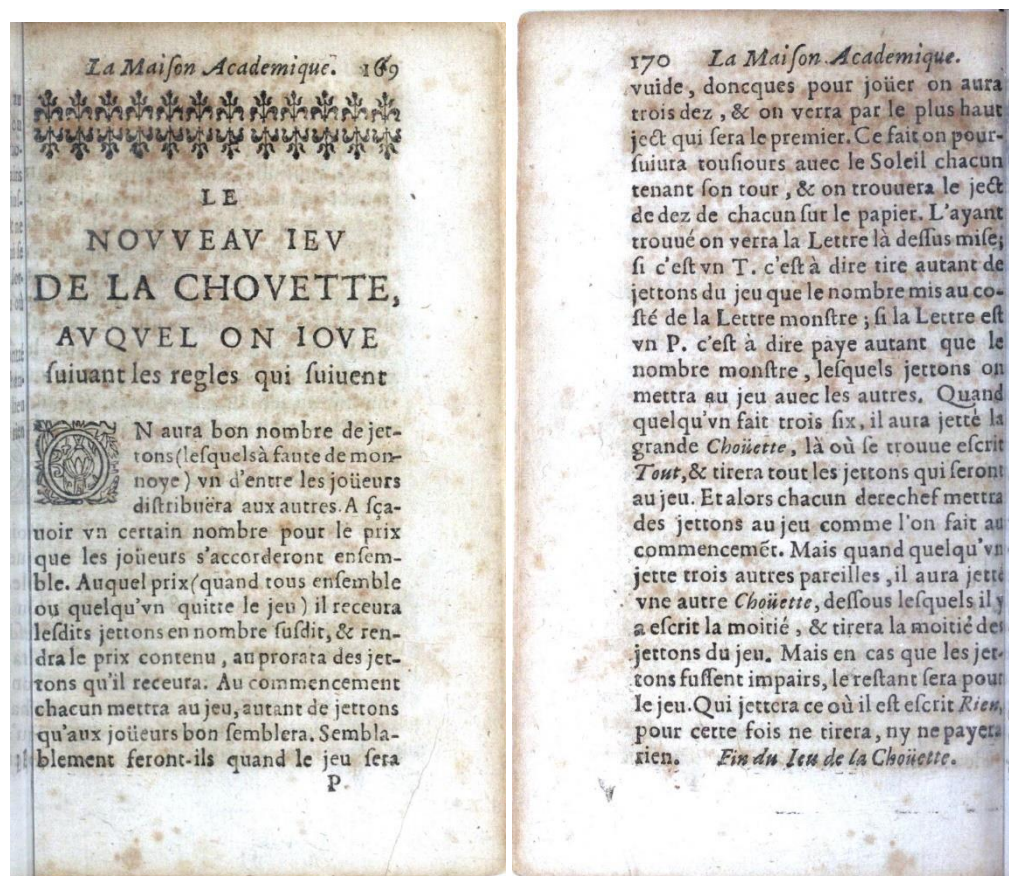 La Maiſon Academique. 169
LE
NOVVEAV IEV
DE LA CHOVETTE,
AVQVEL ON IOVE
ſuiuant les regles qui ſuiuent
ON aura bon nombre de jet-
tons (leſquels à faute de mon-
noye) vn d'entre les joüeurs
diſtribuëra aux autres. A ſça-
uoir vn certain nombre pour le prix
que les joüeurs s'accorderont enſem-
ble. Auquel prix (quand tous enſemble
ou quelqu'vn quitte le jeu) il receura
leſdits jettons en nombre ſuſdit, & ren-
dra le prix contenu, au prorata des jet-
tons qu'il receura. Au commencement
chacun mettra au jeu, autant de jettons
qu'aux joüeurs bon ſemblera. Sembla-
blement feront-ils quand le jeu ſera
P
170 La Maiſon Academique.
vuide, doncques pour joüer on aura
trois dez, & on verra par le plus haut
ject qui ſera le premier. Ce fait on pour-
ſuiura touſiours auec le Soleil chacun
tenant ſon tour, & on trouuera le ject
de dez de chacun ſur le papier. L'ayant
trouué on verra la Lettre là deſſus miſe;
ſi c'eſt vn T. c'eſt à dire tire autant de
jettons du jeu que le nombre mis au co-
ſté de la Lettre monſtre; ſi la Lettre eſt
vn P. c'eſt à dire paye autant que le
nombre monſtre, leſquels jettons on
mettra au jeu auec les autres. Quand
quelqu'vn fait trois ſix, il aura jetté la
grande Choüette, là où ſe trouue eſcrit
Tout, & tirera tout les jettons qui ſeront
au jeu. Et alors chacun derechef mettra
des jettons au jeu comme l'on fait au
commencemẽt. Mais quand quelqu'vn
jette trois autres pareilles, il aura jetté
vne autre Choüette, deſſous leſquels il y
a eſcrit la moitié, & tirera la moitié des
jettons du jeu. Mais en cas que les jet-
tons fuſſent impairs, le reſtant ſera pour
le jeu. Qui jettera ce où il eſt eſcrit Rien,
pour cette fois ne tirera, ny ne payera
rien. Fin du Ieu de la Choüette.